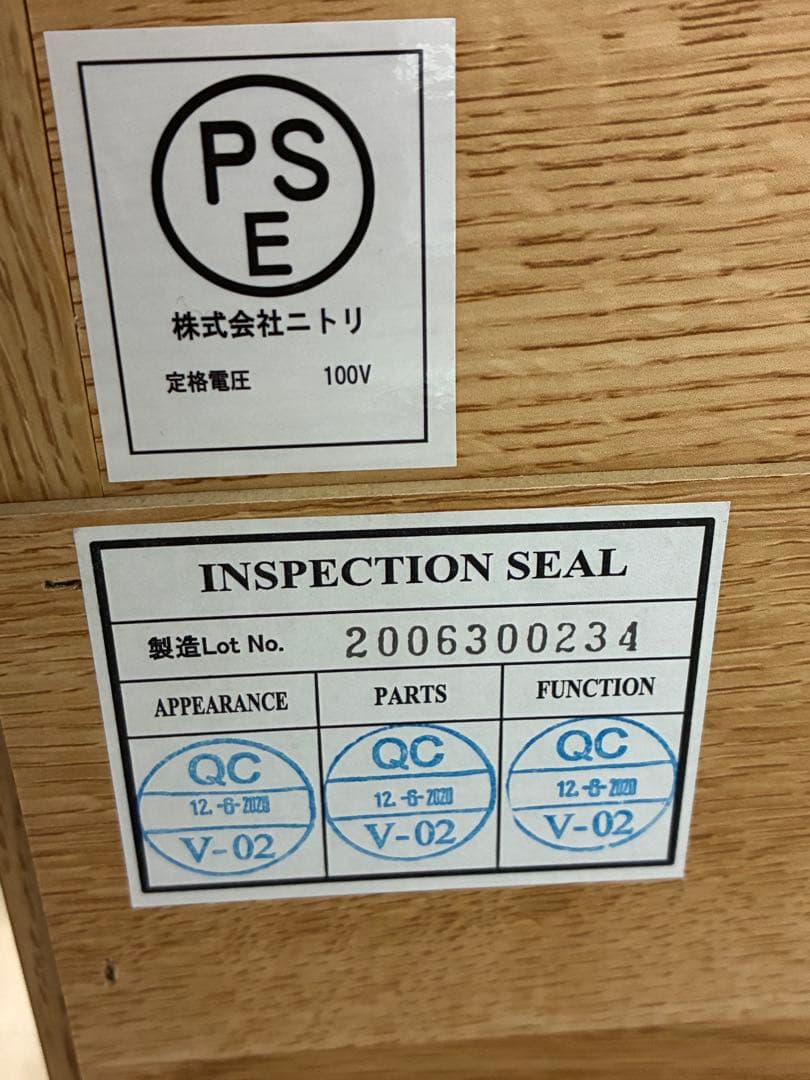 PS
E
株式会社ニトリ
定格電圧 100V
INSPECTION SEAL
製造Lot No. 2006300234
APPEARANCE PARTS FUNCTION
QC QC QC
12.-6-2020 12.-6-2020 12.-6-2020
V-02 V-02 V-02